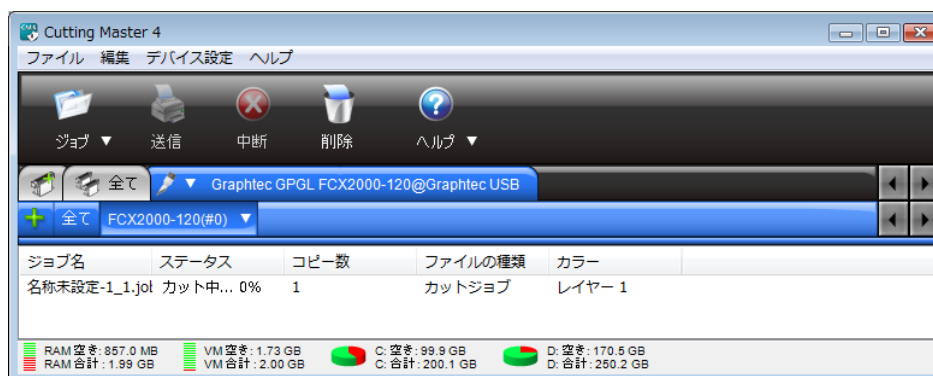 Cutting Master 4
ファイル 編集 デバイス設定 ヘルプ
ジョブ ▼ 送信 中断 削除 ヘルプ ▼
全て ▼ Graphtec GPGL FCX2000-120@Graphtec USB
全て FCX2000-120(#0) ▼
ジョブ名 ステータス コピー数 ファイルの種類 カラー
名称未設定-1_1.jol カット中... 0% 1 カットジョブ レイヤー 1
RAM 空き: 857.0 MB VM 空き: 1.73 GB C: 空き: 99.9 GB D: 空き: 170.5 GB
RAM 合計: 1.99 GB VM 合計: 2.00 GB C: 合計: 200.1 GB D: 合計: 250.2 GB